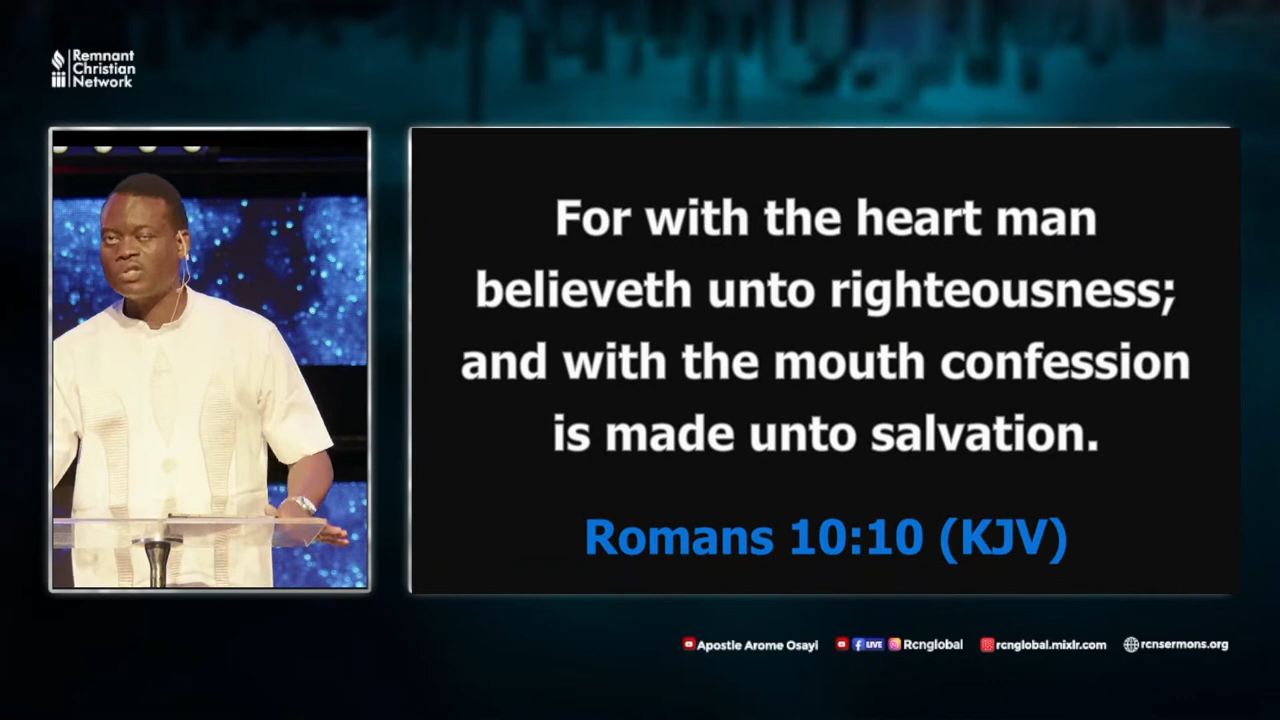 Remnant
Christian
Network
For with the heart man
believeth unto righteousness;
and with the mouth confession
is made unto salvation.
Romans 10:10 (KJV)
Apostle Arome Osayi
LIVE Rcnglobal
rcnglobal.mixlr.com
rcnsermons.org